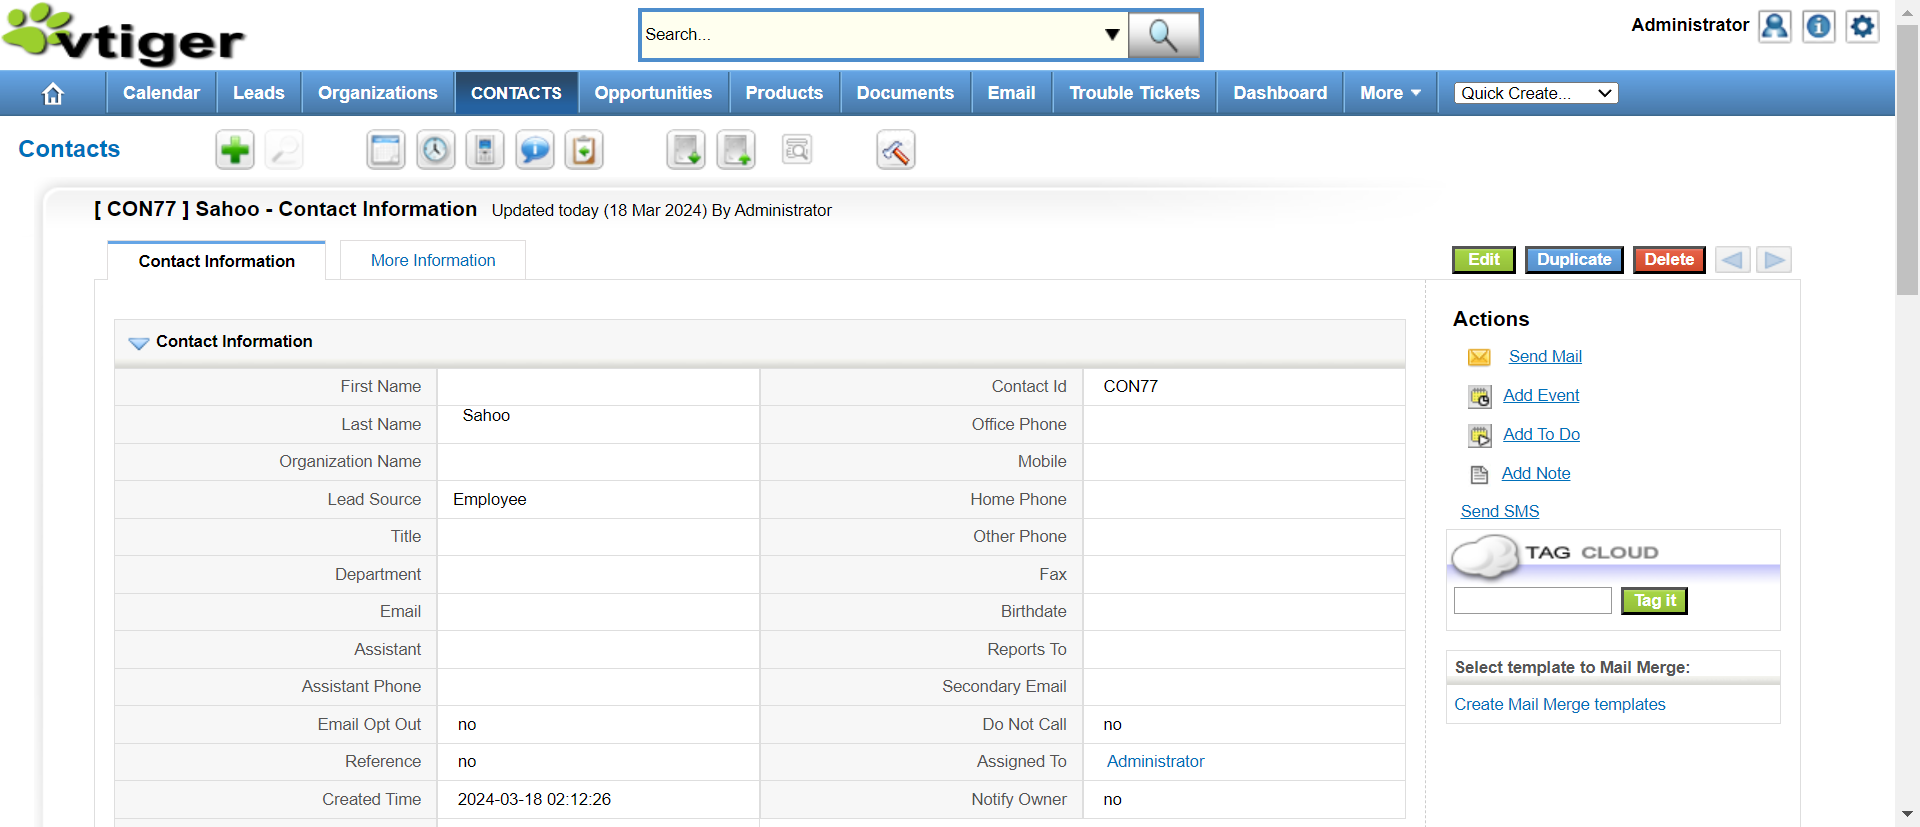 vtiger
Search...
Administrator
Calendar
Leads
Organizations
CONTACTS
Opportunities
Products
Documents
Email
Trouble Tickets
Dashboard
More
Quick Create...
Contacts
[ CON77 ] Sahoo - Contact Information Updated today (18 Mar 2024) By Administrator
Contact Information
More Information
Edit
Duplicate
Delete
Contact Information
First Name
Contact Id CON77
Last Name Sahoo
Office Phone
Organization Name
Mobile
Lead Source Employee
Home Phone
Title
Other Phone
Department
Fax
Email
Birthdate
Assistant
Reports To
Assistant Phone
Secondary Email
Email Opt Out no
Do Not Call no
Reference no
Assigned To Administrator
Created Time 2024-03-18 02:12:26
Notify Owner no
Actions
Send Mail
Add Event
Add To Do
Add Note
Send SMS
TAG CLOUD
Tag it
Select template to Mail Merge:
Create Mail Merge templates